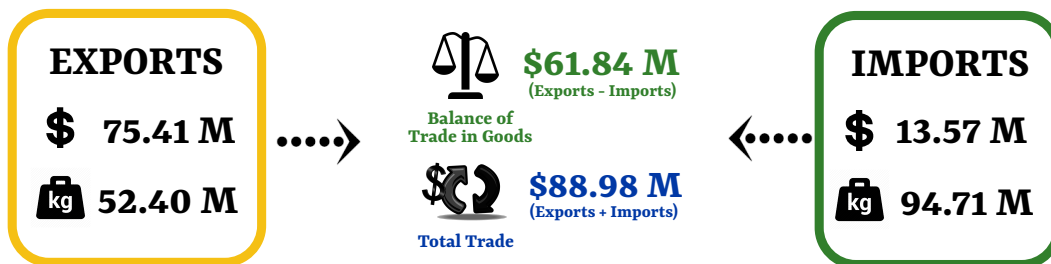 EXPORTS
$ 75.41 M
kg 52.40 M
$61.84 M
(Exports - Imports)
Balance of
Trade in Goods
$ $88.98 M
(Exports + Imports)
Total Trade
IMPORTS
$ 13.57 M
kg 94.71 M